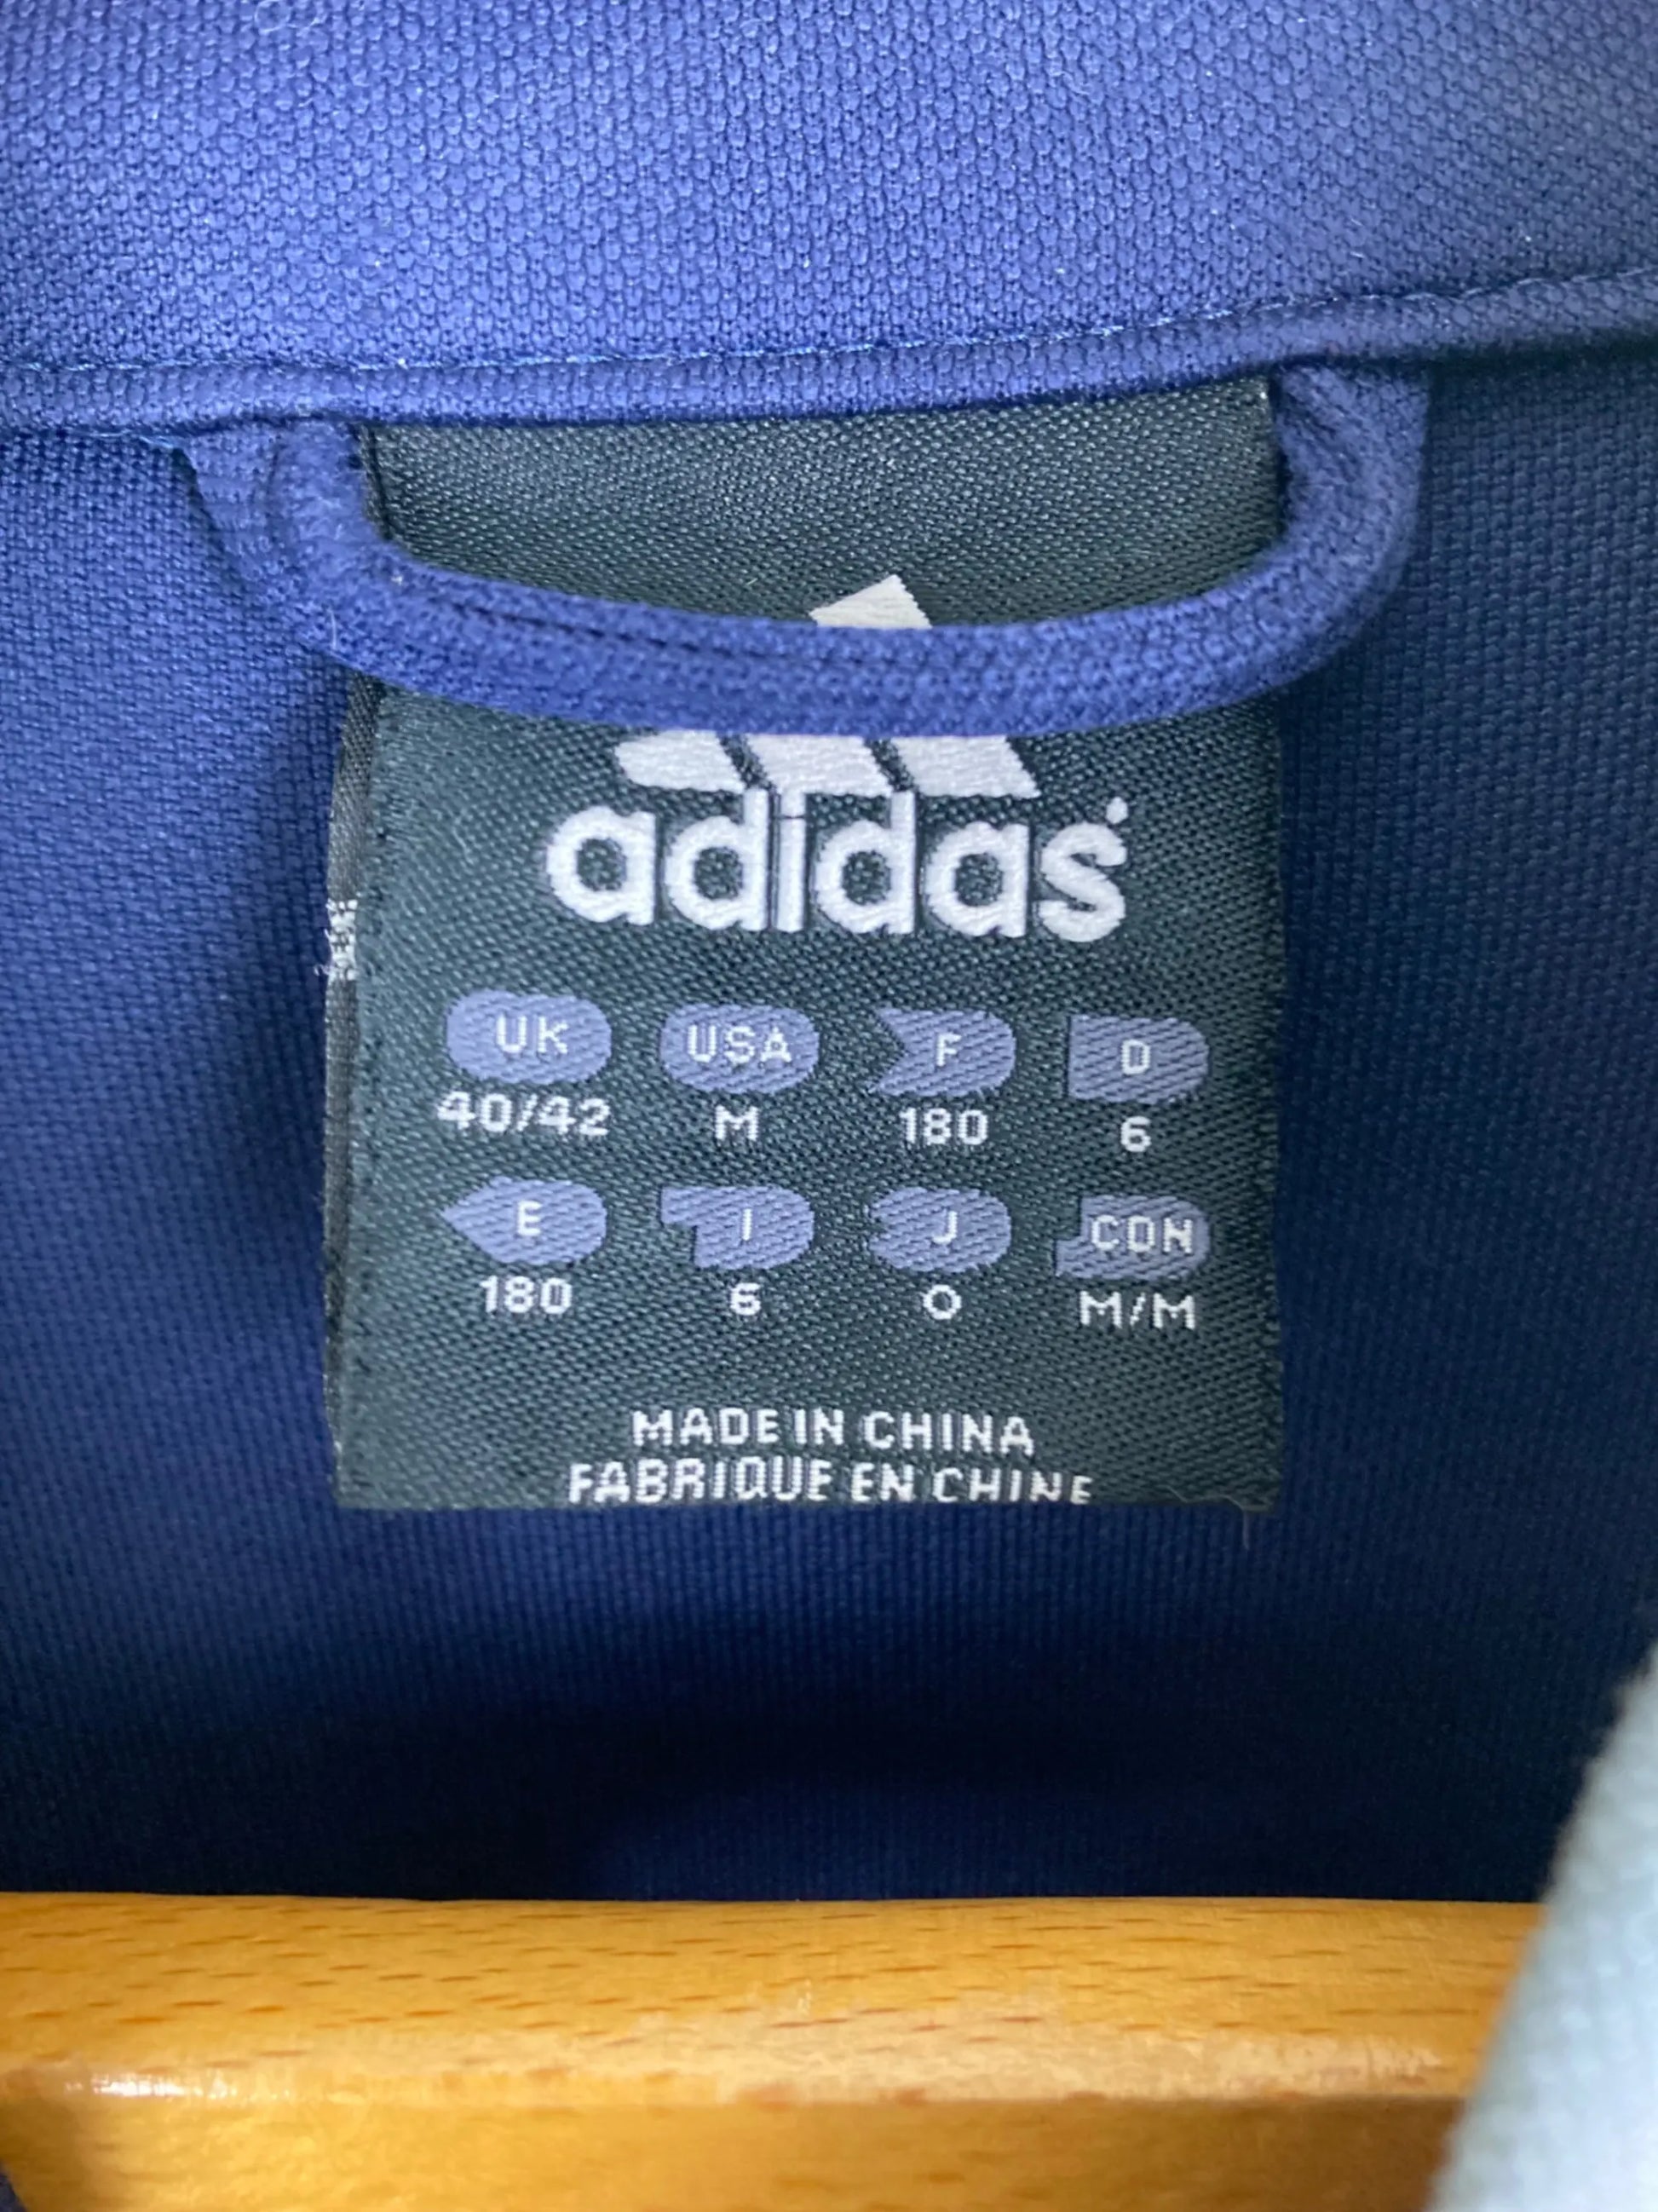 adidas
UK USA F D
40/42 M 180 6
E I J CDN
180 6 O M/M
MADE IN CHINA
FABRIQUE EN CHINE